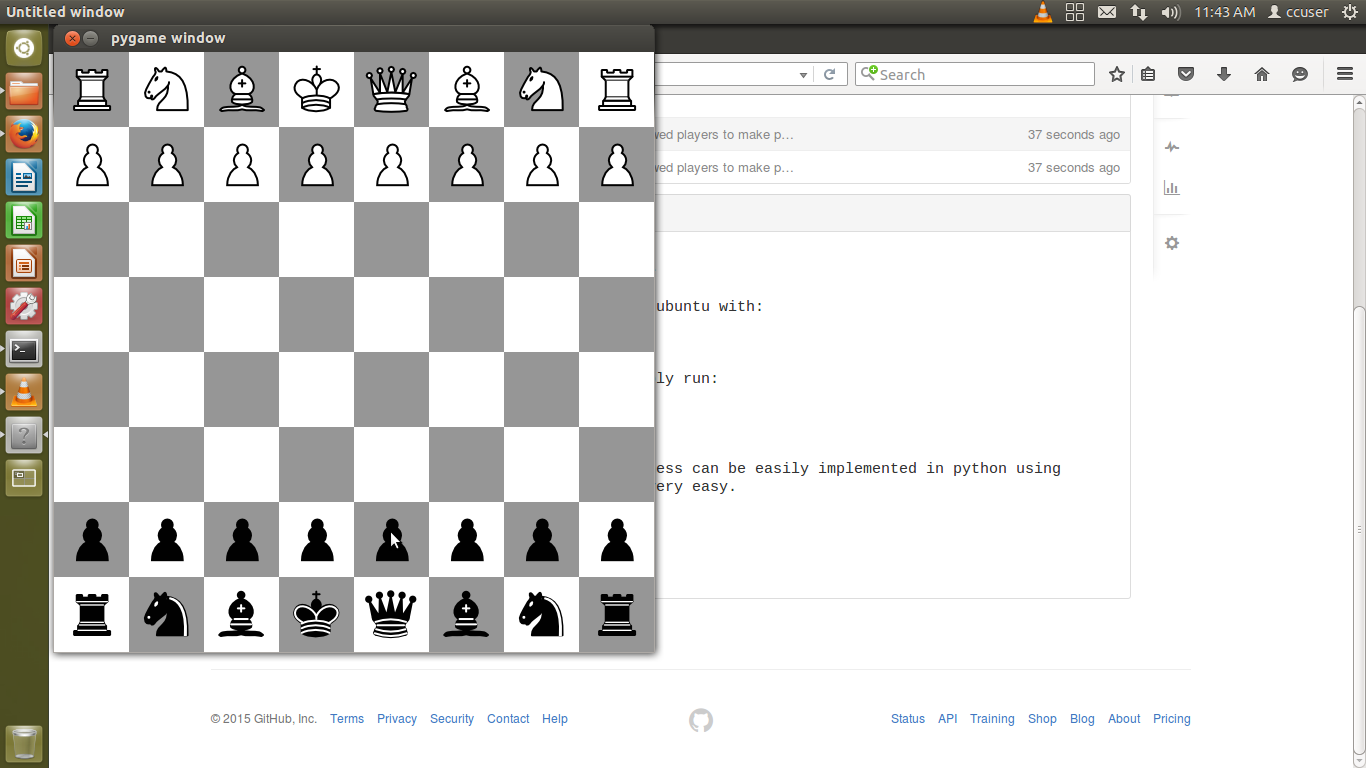 Untitled window
11:43 AM
ccuser
pygame window
Search
wed players to make p…
37 seconds ago
wed players to make p…
37 seconds ago
ubuntu with:
ly run:
ess can be easily implemented in python using
ery easy.
© 2015 GitHub, Inc. Terms Privacy Security Contact Help
Status API Training Shop Blog About Pricing